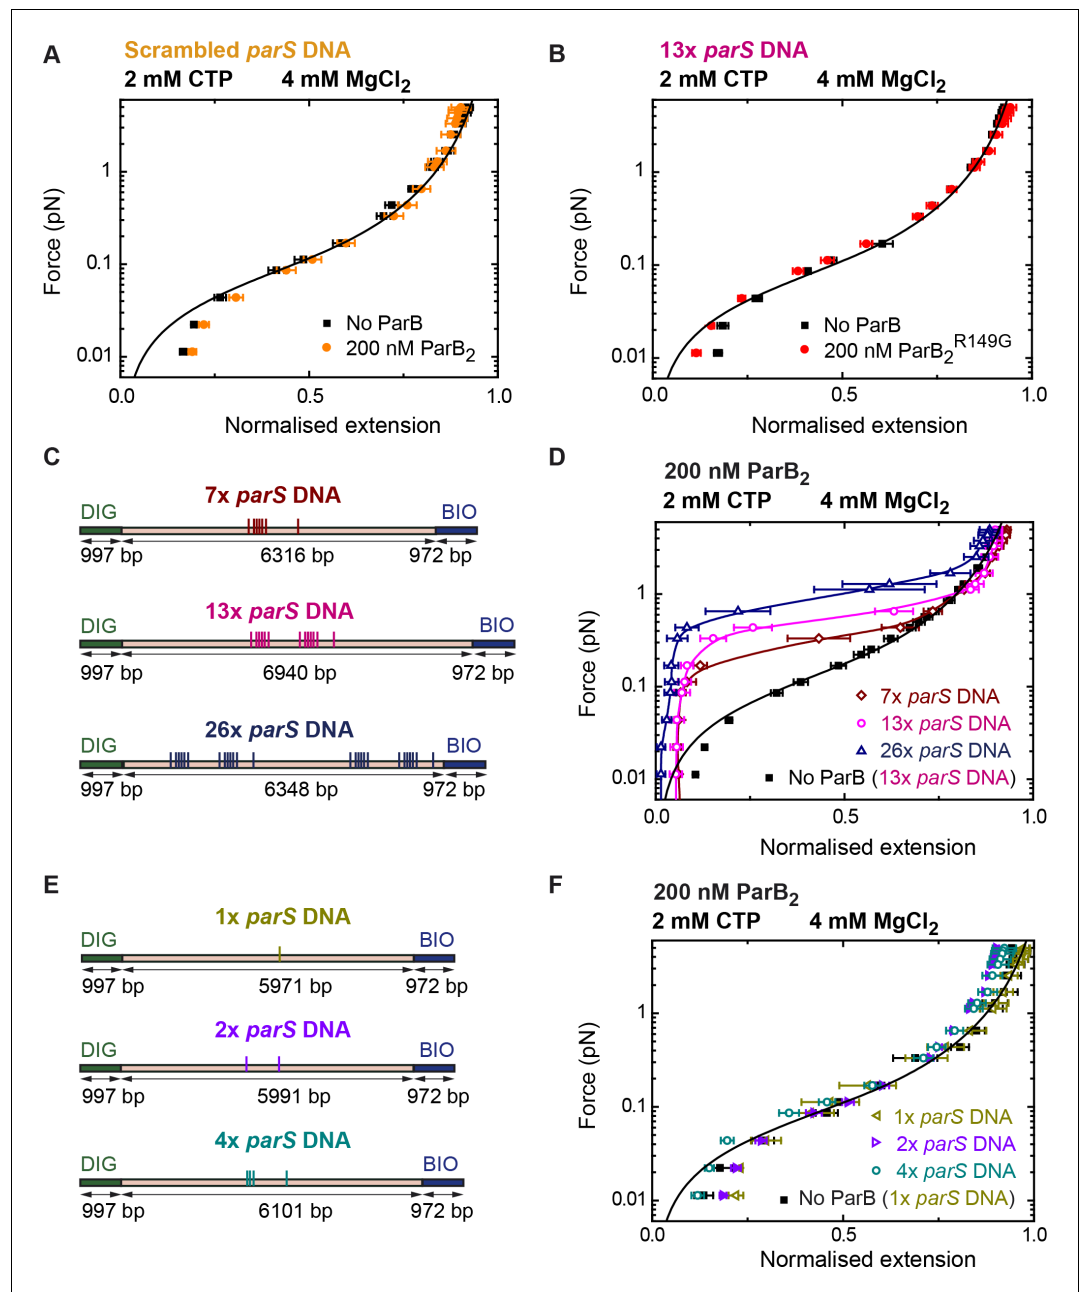 A
Scrambled parS DNA
2 mM CTP 4 mM MgCl2
Force (pN)
1
0.1
0.01
No ParB
200 nM ParB2
0.0 0.5 1.0
Normalised extension
B
13x parS DNA
2 mM CTP 4 mM MgCl2
Force (pN)
1
0.1
0.01
No ParB
200 nM ParB2 R149G
0.0 0.5 1.0
Normalised extension
C
7x parS DNA
DIG BIO
997 bp 6316 bp 972 bp
13x parS DNA
DIG BIO
997 bp 6940 bp 972 bp
26x parS DNA
DIG BIO
997 bp 6348 bp 972 bp
D
200 nM ParB2
2 mM CTP 4 mM MgCl2
Force (pN)
1
0.1
0.01
7x parS DNA
13x parS DNA
26x parS DNA
No ParB (13x parS DNA)
0.0 0.5 1.0
Normalised extension
E
1x parS DNA
DIG BIO
997 bp 5971 bp 972 bp
2x parS DNA
DIG BIO
997 bp 5991 bp 972 bp
4x parS DNA
DIG BIO
997 bp 6101 bp 972 bp
F
200 nM ParB2
2 mM CTP 4 mM MgCl2
Force (pN)
1
0.1
0.01
1x parS DNA
2x parS DNA
4x parS DNA
No ParB (1x parS DNA)
0.0 0.5 1.0
Normalised extension